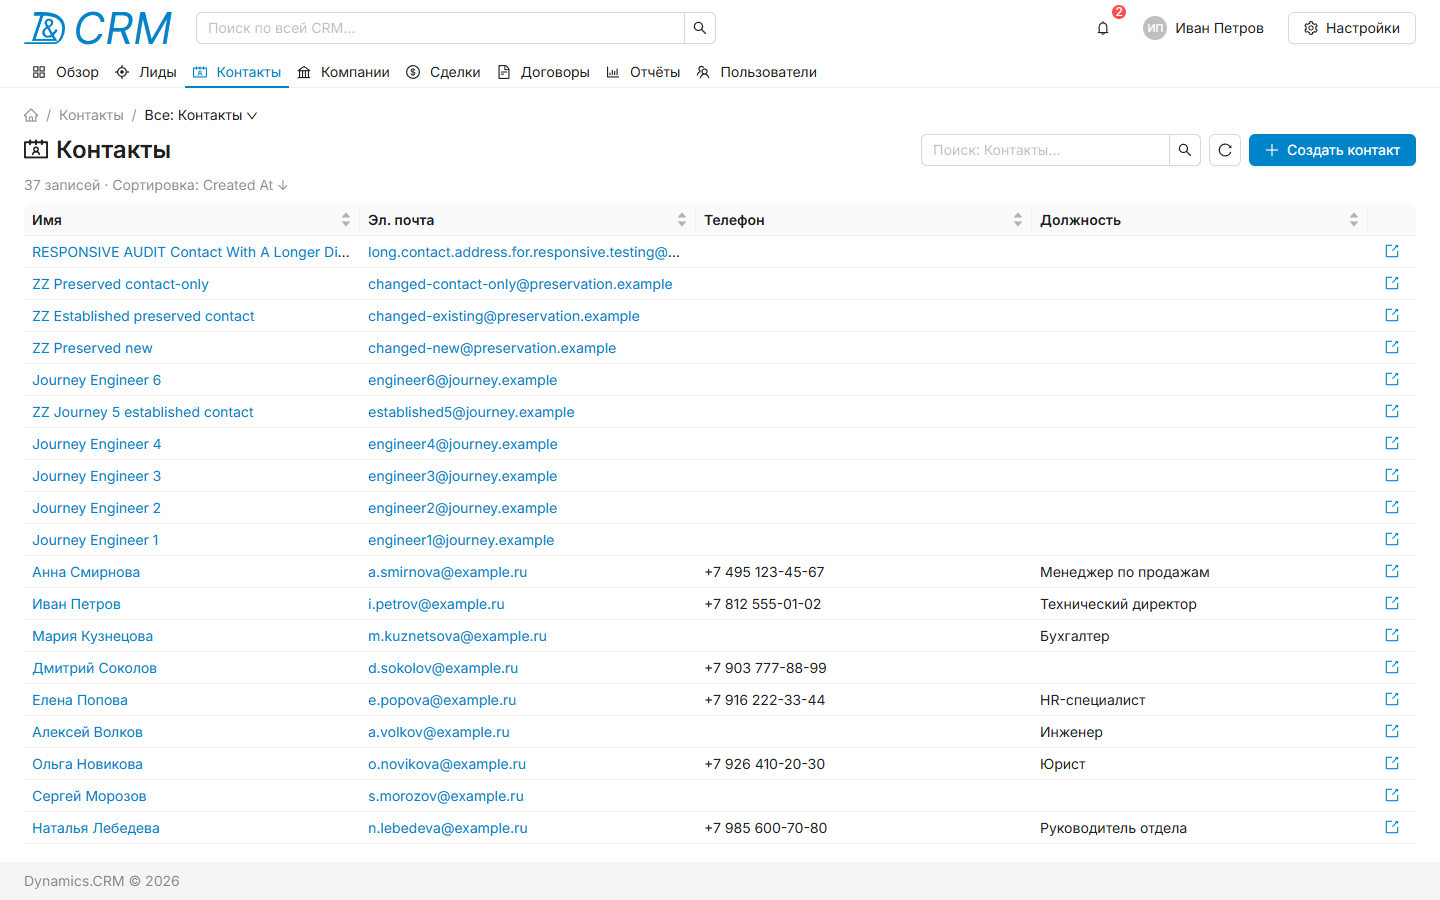 D& CRM
Поиск по всей CRM...
2
ИП Иван Петров
Настройки
Обзор Лиды Контакты Компании Сделки Договоры Отчёты Пользователи
/ Контакты / Все: Контакты
Контакты
Поиск: Контакты...
Создать контакт
37 записей · Сортировка: Created At ↓
Имя Эл. почта Телефон Должность
RESPONSIVE AUDIT Contact With A Longer Di... long.contact.address.for.responsive.testing@...
ZZ Preserved contact-only changed-contact-only@preservation.example
ZZ Established preserved contact changed-existing@preservation.example
ZZ Preserved new changed-new@preservation.example
Journey Engineer 6 engineer6@journey.example
ZZ Journey 5 established contact established5@journey.example
Journey Engineer 4 engineer4@journey.example
Journey Engineer 3 engineer3@journey.example
Journey Engineer 2 engineer2@journey.example
Journey Engineer 1 engineer1@journey.example
Анна Смирнова a.smirnova@example.ru +7 495 123-45-67 Менеджер по продажам
Иван Петров i.petrov@example.ru +7 812 555-01-02 Технический директор
Мария Кузнецова m.kuznetsova@example.ru Бухгалтер
Дмитрий Соколов d.sokolov@example.ru +7 903 777-88-99
Елена Попова e.popova@example.ru +7 916 222-33-44 HR-специалист
Алексей Волков a.volkov@example.ru Инженер
Ольга Новикова o.novikova@example.ru +7 926 410-20-30 Юрист
Сергей Морозов s.morozov@example.ru
Наталья Лебедева n.lebedeva@example.ru +7 985 600-70-80 Руководитель отдела
Dynamics.CRM © 2026